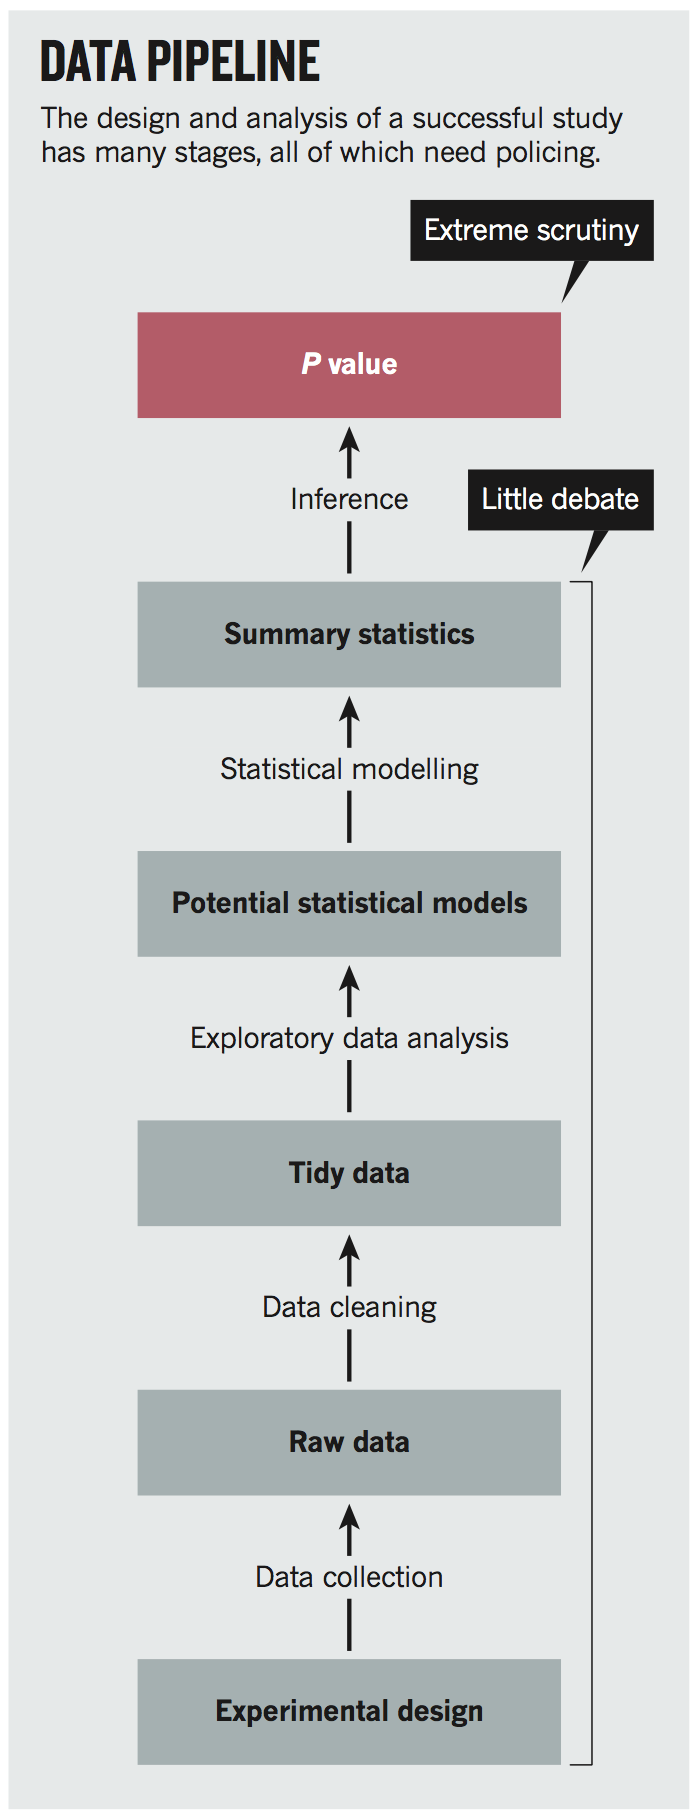 DATA PIPELINE
The design and analysis of a successful study
has many stages, all of which need policing.
Extreme scrutiny
P value
Inference
Little debate
Summary statistics
Statistical modelling
Potential statistical models
Exploratory data analysis
Tidy data
Data cleaning
Raw data
Data collection
Experimental design